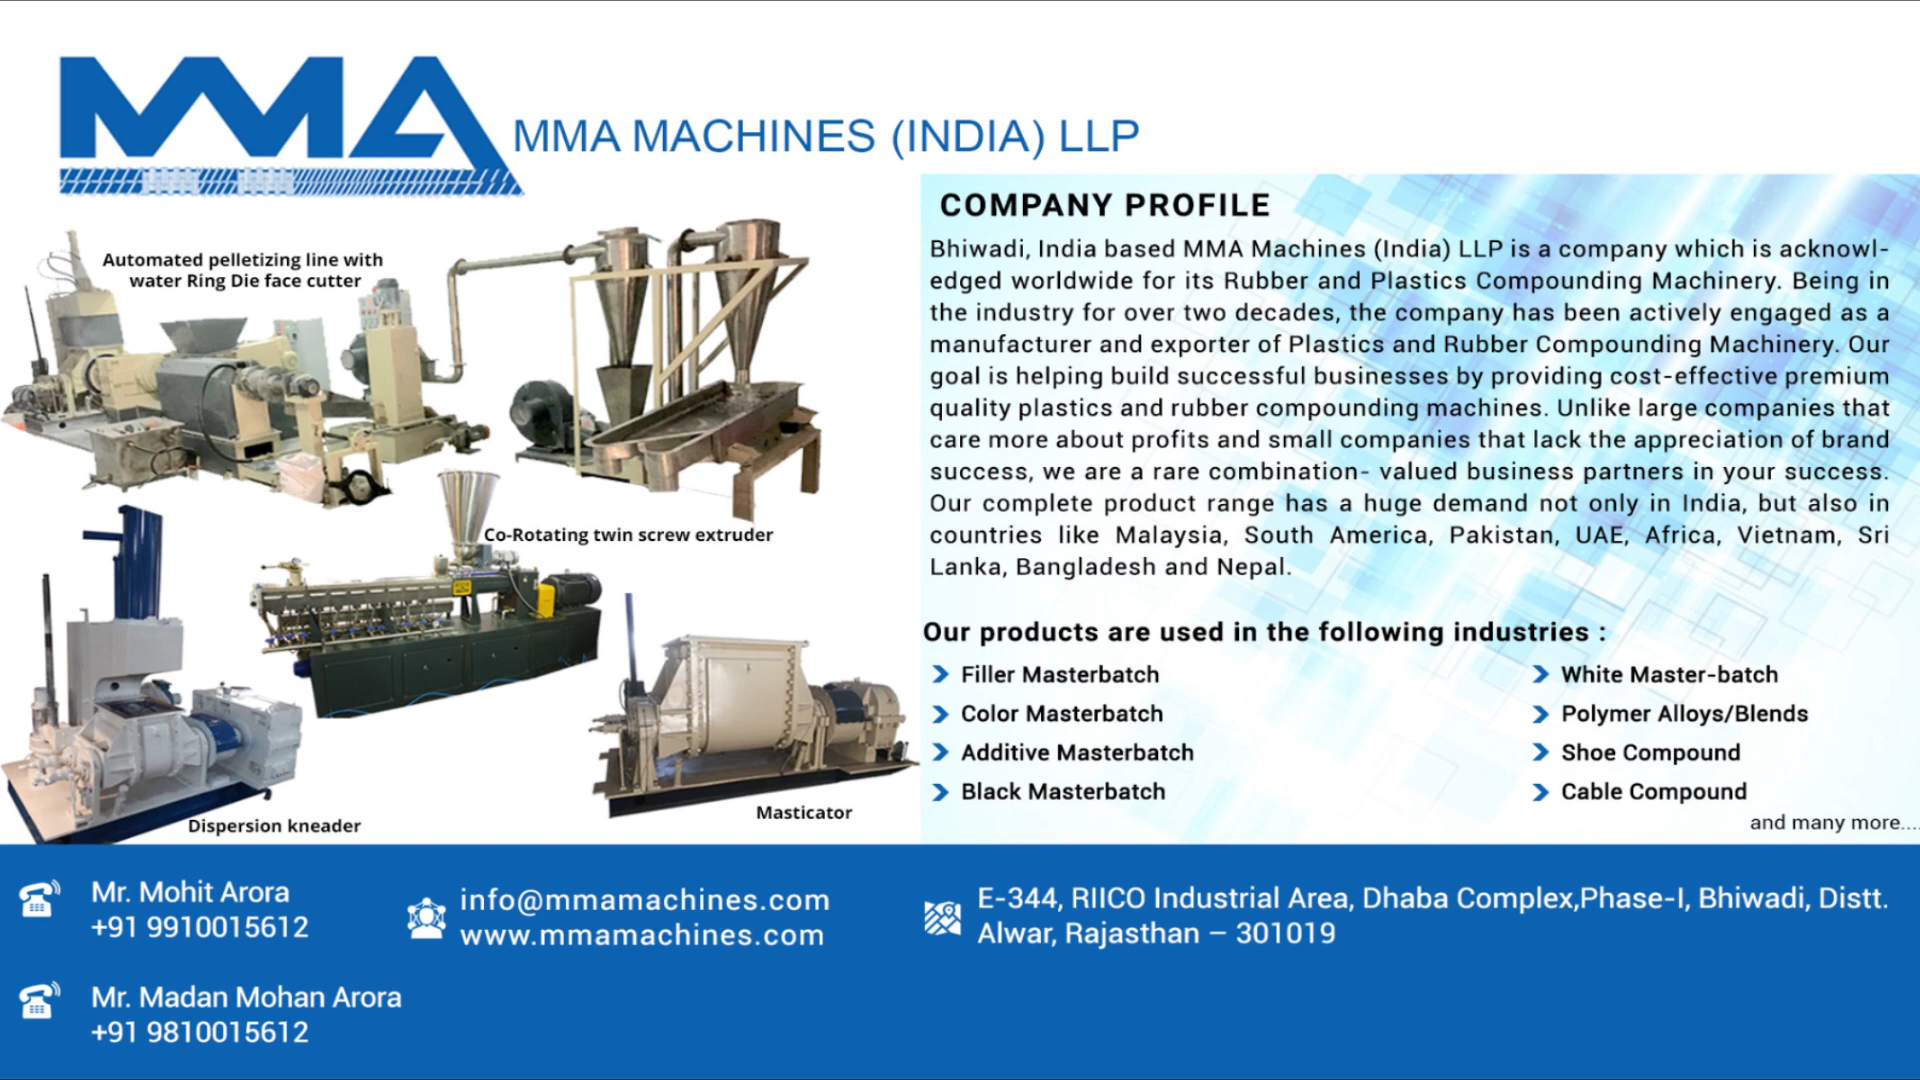 MMA
MMA MACHINES (INDIA) LLP
Automated pelletizing line with
water Ring Die face cutter
Co-Rotating twin screw extruder
Masticator
Dispersion kneader
COMPANY PROFILE
Bhiwadi, India based MMA Machines (India) LLP is a company which is acknowl-
edged worldwide for its Rubber and Plastics Compounding Machinery. Being in
the industry for over two decades, the company has been actively engaged as a
manufacturer and exporter of Plastics and Rubber Compounding Machinery. Our
goal is helping build successful businesses by providing cost-effective premium
quality plastics and rubber compounding machines. Unlike large companies that
care more about profits and small companies that lack the appreciation of brand
success, we are a rare combination- valued business partners in your success.
Our complete product range has a huge demand not only in India, but also in
countries like Malaysia, South America, Pakistan, UAE, Africa, Vietnam, Sri
Lanka, Bangladesh and Nepal.
Our products are used in the following industries :
Filler Masterbatch
Color Masterbatch
Additive Masterbatch
Black Masterbatch
White Master-batch
Polymer Alloys/Blends
Shoe Compound
Cable Compound
and many more....
Mr. Mohit Arora
+91 9910015612
Mr. Madan Mohan Arora
+91 9810015612
info@mmamachines.com
www.mmamachines.com
E-344, RIICO Industrial Area, Dhaba Complex,Phase-I, Bhiwadi, Distt.
Alwar, Rajasthan – 301019